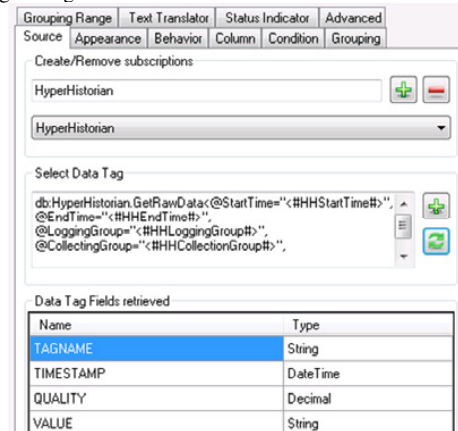 Grouping Range Text Translator Status Indicator Advanced
Source Appearance Behavior Column Condition Grouping
Create/Remove subscriptions
HyperHistorian
HyperHistorian
Select Data Tag
db:HyperHistorian.GetRawData<@StartTime="<#HHStartTime#>",
@EndTime="<#HHEndTime#>",
@LoggingGroup="<#HHLoggingGroup#>",
@CollectingGroup="<#HHCollectionGroup#>",
Data Tag Fields retrieved
Name Type
TAGNAME String
TIMESTAMP DateTime
QUALITY Decimal
VALUE String